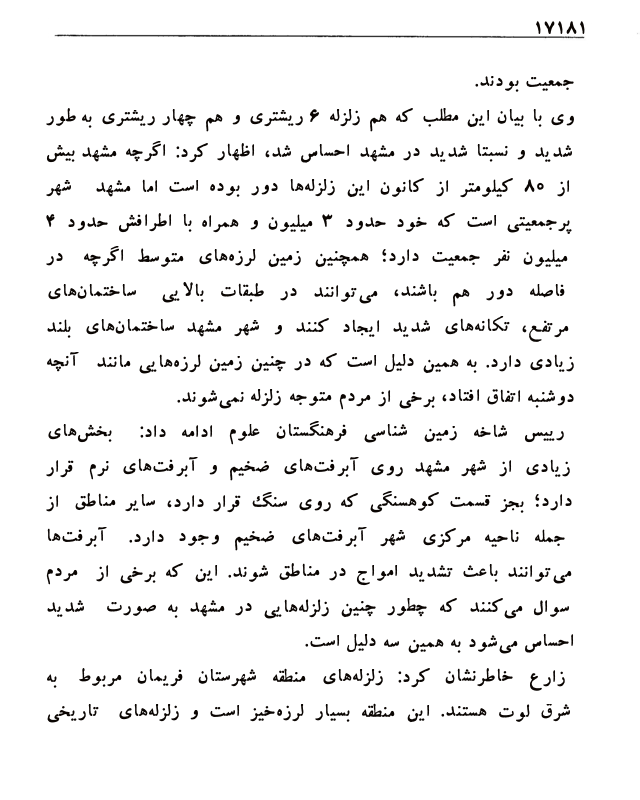 ۱۷۱۸۱
جمعیت بودند.
وی با بیان این مطلب که هم زلزله ۶ ریشتری و هم چهار ریشتری به طور
شدید و نسبتا شدید در مشهد احساس شد، اظهار کرد: اگرچه مشهد بیش
از ۸۰ کیلومتر از کانون این زلزله‌ها دور بوده است اما مشهد شهر
پرجمعیتی است که خود حدود ۳ میلیون و همراه با اطرافش حدود ۴
میلیون نفر جمعیت دارد؛ همچنین زمین لرزه‌های متوسط اگرچه در
فاصله دور هم باشند، می‌توانند در طبقات بالایی ساختمان‌های
مرتفع، تکانه‌های شدید ایجاد کنند و شهر مشهد ساختمان‌های بلند
زیادی دارد. به همین دلیل است که در چنین زمین لرزه‌هایی مانند آنچه
دوشنبه اتفاق افتاد، برخی از مردم متوجه زلزله نمی‌شوند.
رییس شاخه زمین شناسی فرهنگستان علوم ادامه داد: بخش‌های
زیادی از شهر مشهد روی آبرفت‌های ضخیم و آبرفت‌های نرم قرار
دارد؛ بجز قسمت کوهسنگی که روی سنگ قرار دارد، سایر مناطق از
جمله ناحیه مرکزی شهر آبرفت‌های ضخیم وجود دارد. آبرفت‌ها
می‌توانند باعث تشدید امواج در مناطق شوند. این که برخی از مردم
سوال می‌کنند که چطور چنین زلزله‌هایی در مشهد به صورت شدید
احساس می‌شود به همین سه دلیل است.
زارع خاطرنشان کرد: زلزله‌های منطقه شهرستان فریمان مربوط به
شرق لوت هستند. این منطقه بسیار لرزه‌خیز است و زلزله‌های تاریخی